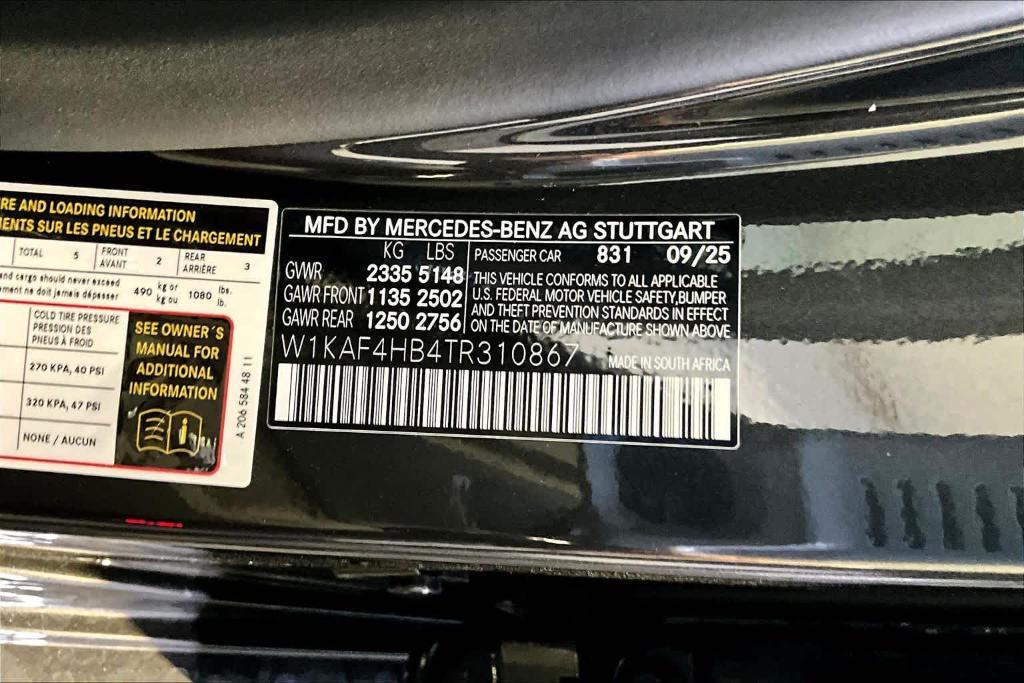 RE AND LOADING INFORMATION
ENTS SUR LES PNEUS ET LE CHARGEMENT
TOTAL 5 FRONT AVANT 2 REAR ARRIÈRE 3
and cargo should never exceed
ment ne doit jamais dépasser
490 kg or kg ou 1080 lbs. lb.
COLD TIRE PRESSURE
PRESSION DES
PNEUS À FROID
270 KPA, 40 PSI
320 KPA, 47 PSI
NONE / AUCUN
SEE OWNER´S
MANUAL FOR
ADDITIONAL
INFORMATION
A 206 584 48 11
MFD BY MERCEDES-BENZ AG STUTTGART
KG LBS
GVWR 2335 5148
GAWR FRONT 1135 2502
GAWR REAR 1250 2756
PASSENGER CAR 831 09/25
THIS VEHICLE CONFORMS TO ALL APPLICABLE
U.S. FEDERAL MOTOR VEHICLE SAFETY,BUMPER
AND THEFT PREVENTION STANDARDS IN EFFECT
ON THE DATE OF MANUFACTURE SHOWN ABOVE
W1KAF4HB4TR310867
MADE IN SOUTH AFRICA